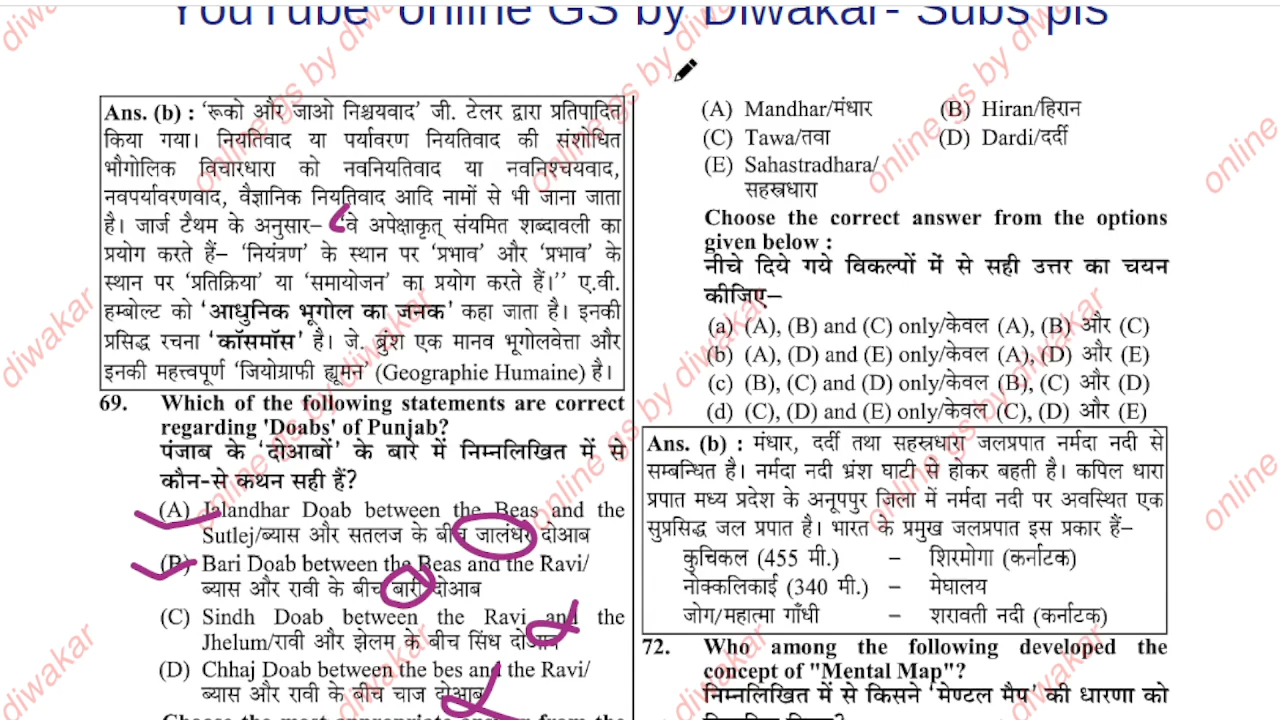 YouTube online GS by Diwakar- Subs pls
Ans. (b) : ‘रूको और जाओ निश्चयवाद’ जी. टेलर द्वारा प्रतिपादित
किया गया। नियतिवाद या पर्यावरण नियतिवाद की संशोधित
भौगोलिक विचारधारा को नवनियतिवाद या नवनिश्चयवाद,
नवपर्यावरणवाद, वैज्ञानिक नियतिवाद आदि नामों से भी जाना जाता
है। जार्ज टैथम के अनुसार– ‘‘वे अपेक्षाकृत् संयमित शब्दावली का
प्रयोग करते हैं– ‘नियंत्रण’ के स्थान पर ‘प्रभाव’ और ‘प्रभाव’ के
स्थान पर ‘प्रतिक्रिया’ या ‘समायोजन’ का प्रयोग करते हैं।’’ ए.वी.
हम्बोल्ट को ‘आधुनिक भूगोल का जनक’ कहा जाता है। इनकी
प्रसिद्ध रचना ‘कॉसमॉस’ है। जे. ब्रुंश एक मानव भूगोलवेत्ता और
इनकी महत्त्वपूर्ण ‘जियोग्राफी ह्यूमन’ (Geographie Humaine) है।
69. Which of the following statements are correct
regarding 'Doabs' of Punjab?
पंजाब के ‘दोआबों’ के बारे में निम्नलिखित में से
कौन-से कथन सही हैं?
(A) Jalandhar Doab between the Beas and the
Sutlej/ब्यास और सतलज के बीच जालंधर दोआब
(B) Bari Doab between the Beas and the Ravi/
ब्यास और रावी के बीच बारी दोआब
(C) Sindh Doab between the Ravi and the
Jhelum/रावी और झेलम के बीच सिंध दोआब
(D) Chhaj Doab between the bes and the Ravi/
ब्यास और रावी के बीच चाज दोआब
Choose the most appropriate answer from the
(A) Mandhar/मंधार (B) Hiran/हिरान
(C) Tawa/तवा (D) Dardi/दर्दी
(E) Sahastradhara/
सहस्त्रधारा
Choose the correct answer from the options
given below :
नीचे दिये गये विकल्पों में से सही उत्तर का चयन
कीजिए–
(a) (A), (B) and (C) only/केवल (A), (B) और (C)
(b) (A), (D) and (E) only/केवल (A), (D) और (E)
(c) (B), (C) and (D) only/केवल (B), (C) और (D)
(d) (C), (D) and (E) only/केवल (C), (D) और (E)
Ans. (b) : मंधार, दर्दी तथा सहस्त्रधारा जलप्रपात नर्मदा नदी से
सम्बन्धित है। नर्मदा नदी भ्रंश घाटी से होकर बहती है। कपिल धारा
प्रपात मध्य प्रदेश के अनूपपुर जिला में नर्मदा नदी पर अवस्थित एक
सुप्रसिद्ध जल प्रपात है। भारत के प्रमुख जलप्रपात इस प्रकार हैं–
कुंचिकल (455 मी.) – शिरमोगा (कर्नाटक)
नोक्कलिकाई (340 मी.) – मेघालय
जोग/महात्मा गाँधी – शरावती नदी (कर्नाटक)
72. Who among the following developed the
concept of "Mental Map"?
निम्नलिखित में से किसने ‘मेण्टल मैप’ की धारणा को